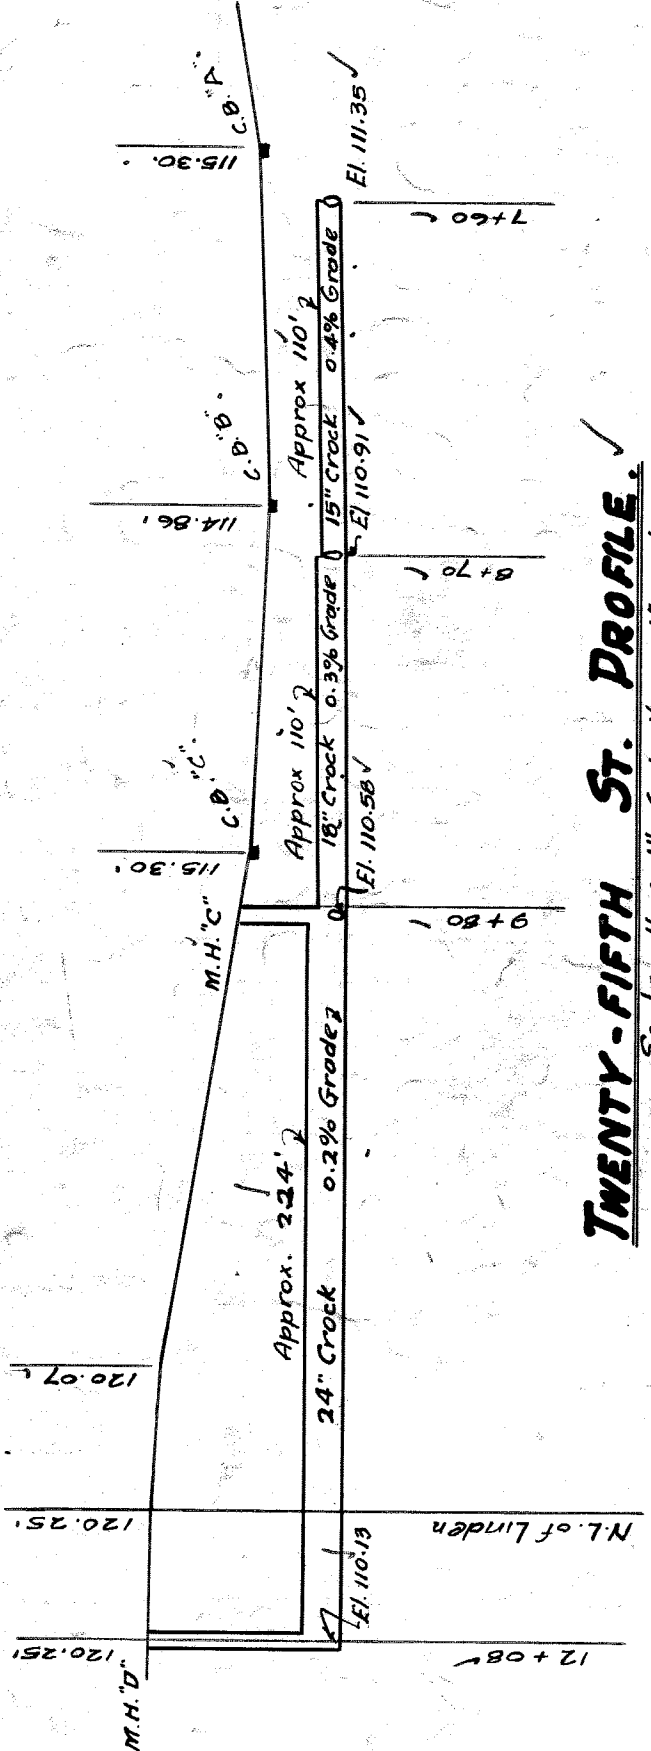 M.H. "D".
120.25'
120.25'
120.07
M.H. "C"
115.30'
C.B. "C".
114.86'
C.B. "B".
115.30.
C.B. "A".
Approx. 224'
24" Crock 0.2% Grade
Approx 110'
18" Crock 0.3% Grade
Approx 110'
15" Crock 0.4% Grade
El. 110.13
El. 110.58
El 110.91
El. 111.35
12+08
N.L. of Linden
9+80
8+70
7+60
TWENTY-FIFTH ST. PROFILE.